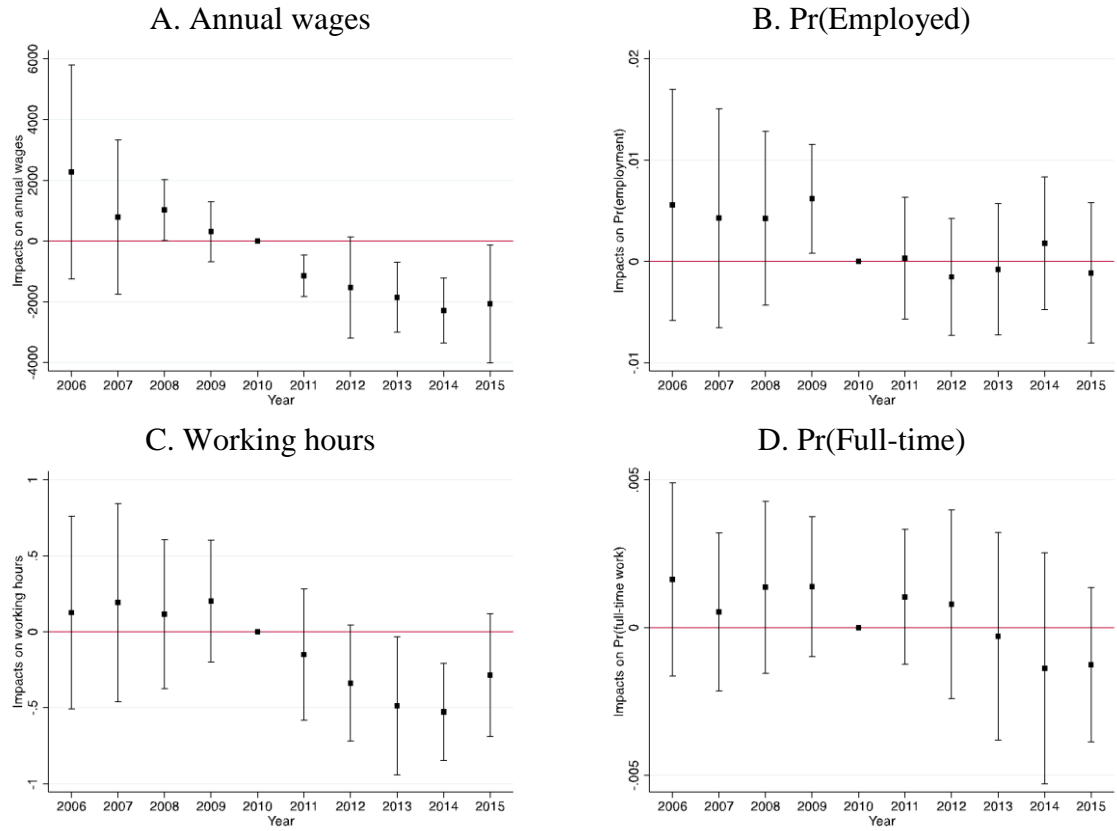 A. Annual wages
Impacts on annual wages
6000
4000
2000
0
-2000
-4000
2006 2007 2008 2009 2010 2011 2012 2013 2014 2015
Year
B. Pr(Employed)
Impacts on Pr(employment)
.02
.01
0
-.01
2006 2007 2008 2009 2010 2011 2012 2013 2014 2015
Year
C. Working hours
Impacts on working hours
1
.5
0
-.5
-1
2006 2007 2008 2009 2010 2011 2012 2013 2014 2015
Year
D. Pr(Full-time)
Impacts on Pr(full-time work)
.005
0
-.005
2006 2007 2008 2009 2010 2011 2012 2013 2014 2015
Year